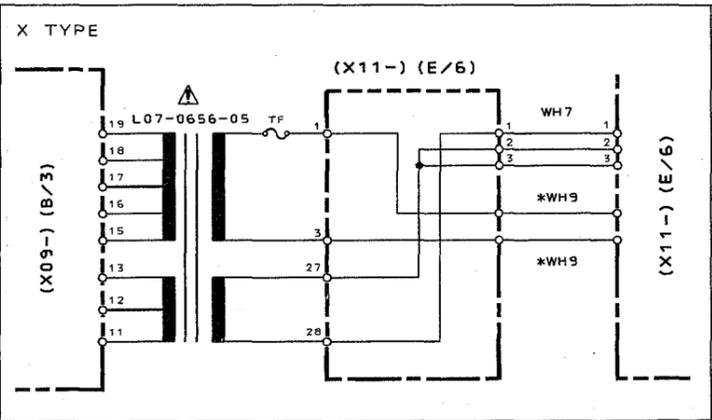 X TYPE
(X11-) (E/6)
L07-0656-05
TF
WH7
19
1
1
1
2
2
18
3
3
17
*WH9
16
15
3
*WH9
13
27
12
11
28
(X09-) (B/3)
(X11-) (E/6)